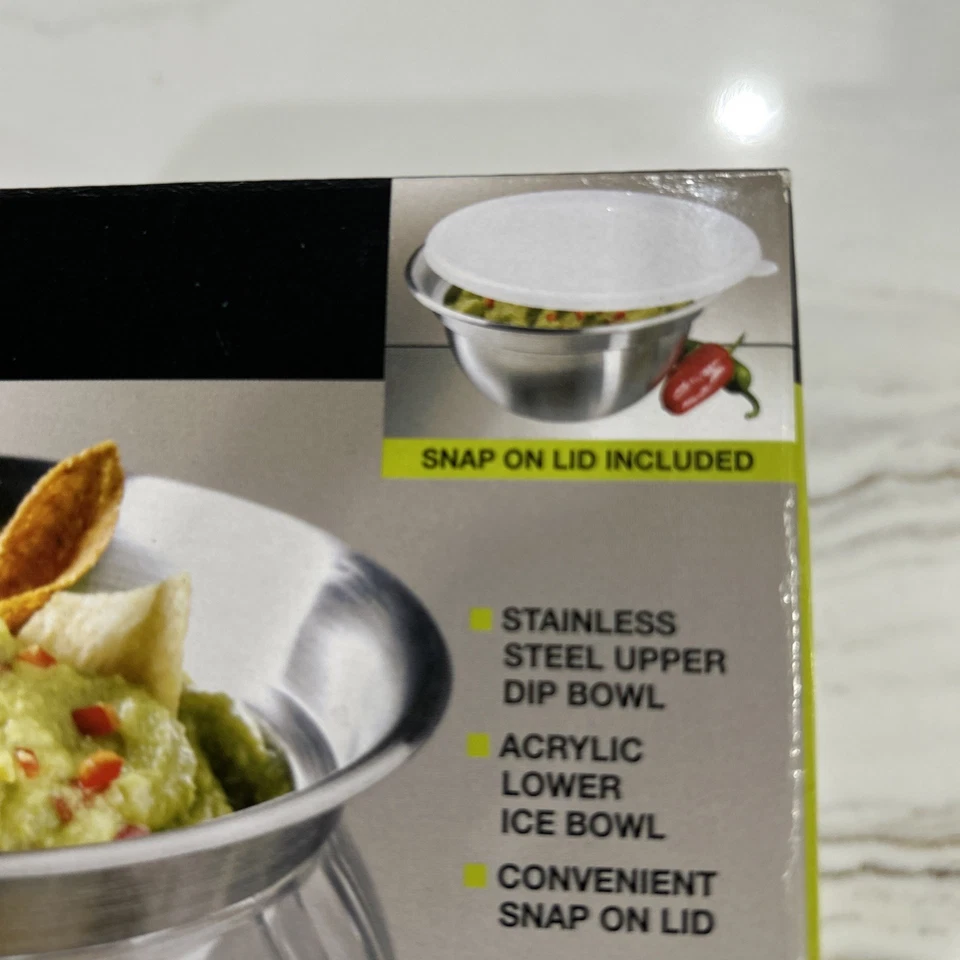 SNAP ON LID INCLUDED
STAINLESS
STEEL UPPER
DIP BOWL
ACRYLIC
LOWER
ICE BOWL
CONVENIENT
SNAP ON LID